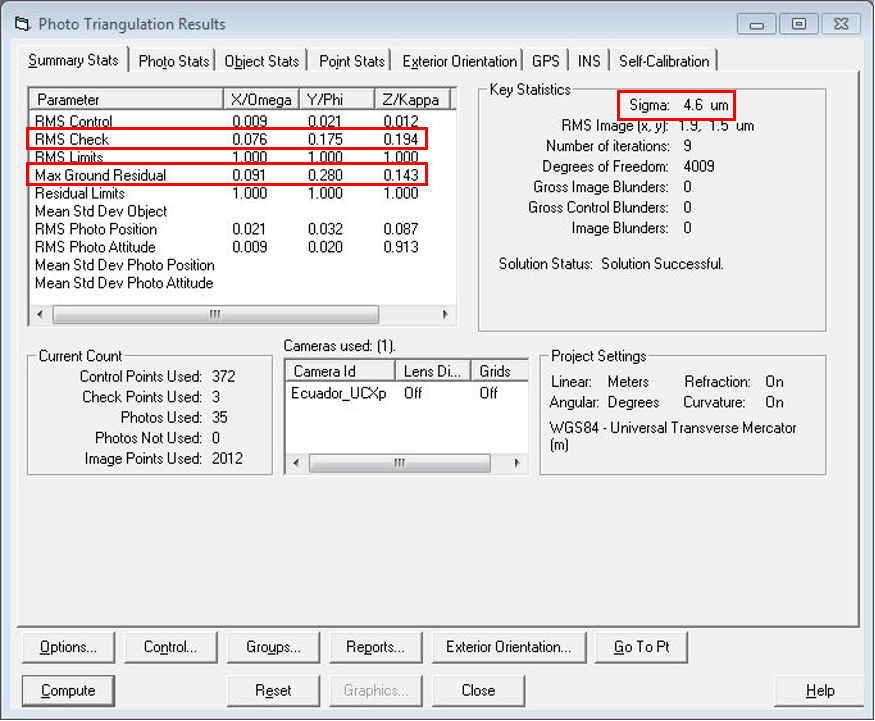 Photo Triangulation Results
Summary Stats Photo Stats Object Stats Point Stats Exterior Orientation GPS INS Self-Calibration
Parameter X/Omega Y/Phi Z/Kappa
RMS Control 0.009 0.021 0.012
RMS Check 0.076 0.175 0.194
RMS Limits 1.000 1.000 1.000
Max Ground Residual 0.091 0.280 0.143
Residual Limits 1.000 1.000 1.000
Mean Std Dev Object
RMS Photo Position 0.021 0.032 0.087
RMS Photo Attitude 0.009 0.020 0.913
Mean Std Dev Photo Position
Mean Std Dev Photo Attitude
Key Statistics
Sigma: 4.6 um
RMS Image (x, y): 1.9, 1.5 um
Number of iterations: 9
Degrees of Freedom: 4009
Gross Image Blunders: 0
Gross Control Blunders: 0
Image Blunders: 0
Solution Status: Solution Successful.
Current Count
Control Points Used: 372
Check Points Used: 3
Photos Used: 35
Photos Not Used: 0
Image Points Used: 2012
Cameras used: (1).
Camera Id Lens Di... Grids
Ecuador_UCXp Off Off
Project Settings
Linear: Meters Refraction: On
Angular: Degrees Curvature: On
WGS84 - Universal Transverse Mercator
(m)
Options... Control... Groups... Reports... Exterior Orientation... Go To Pt
Compute Reset Graphics... Close Help